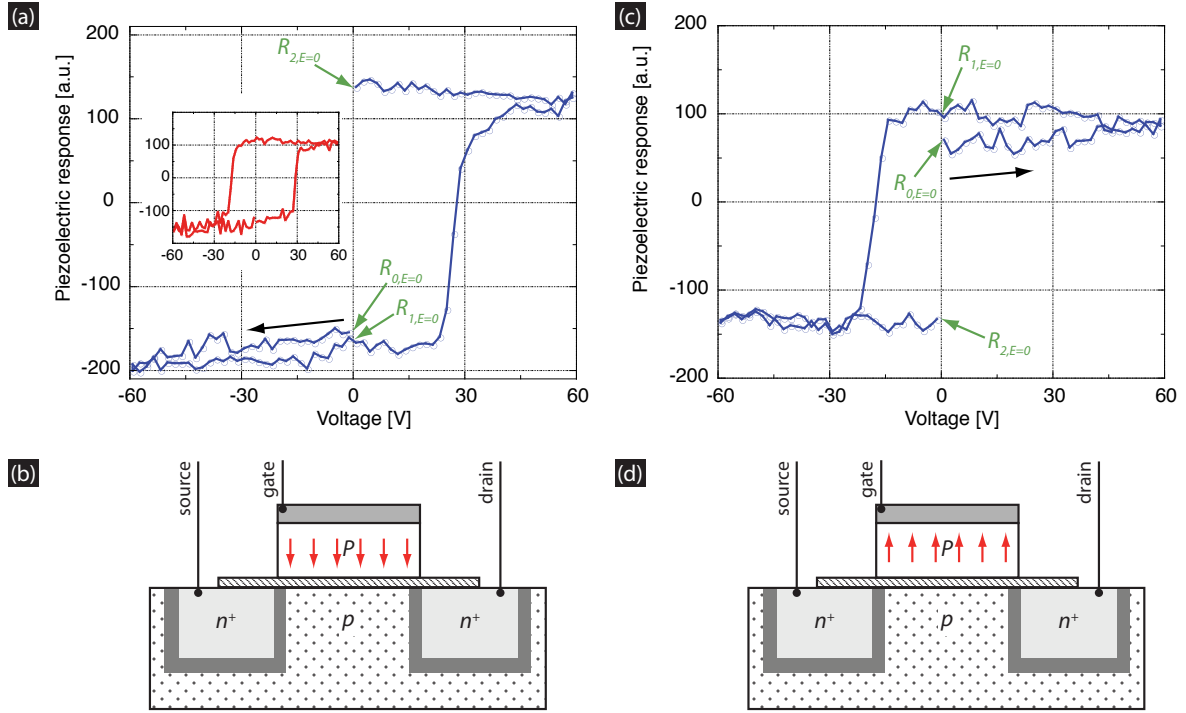 (a)
Piezoelectric response [a.u.]
200
100
0
-100
-200
-60
-30
0
30
60
Voltage [V]
R2,E=0
R0,E=0
R1,E=0
100
0
-100
-60
-30
0
30
60
(c)
Piezoelectric response [a.u.]
200
100
0
-100
-200
-60
-30
0
30
60
Voltage [V]
R1,E=0
R0,E=0
R2,E=0
(b)
source
gate
drain
P
n+
p
n+
(d)
source
gate
drain
P
n+
p
n+